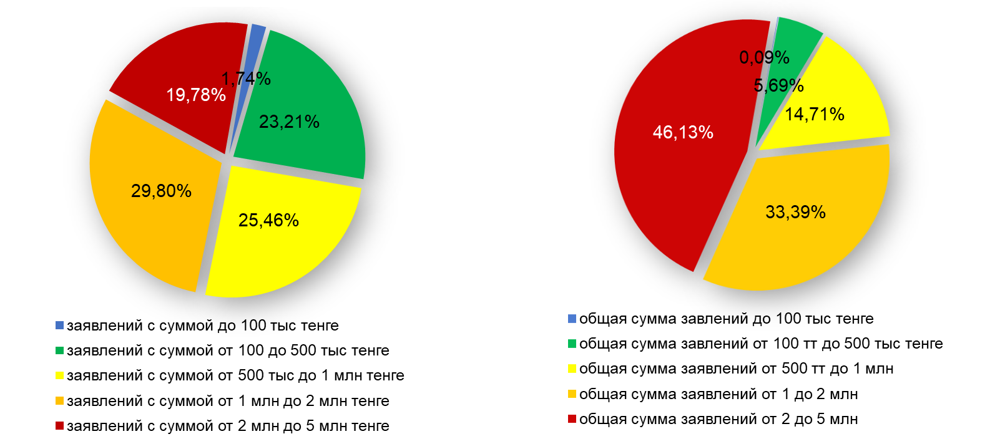 1,74%
19,78%
23,21%
29,80%
25,46%
заявлений с суммой до 100 тыс тенге
заявлений с суммой от 100 до 500 тыс тенге
заявлений с суммой от 500 тыс до 1 млн тенге
заявлений с суммой от 1 млн до 2 млн тенге
заявлений с суммой от 2 млн до 5 млн тенге
0,09%
5,69%
14,71%
46,13%
33,39%
общая сумма завлений до 100 тыс тенге
общая сумма завлений от 100 тт до 500 тыс тенге
общая сумма заявлений от 500 тт до 1 млн
общая сумма заявлений от 1 до 2 млн
общая сумма заявлений от 2 до 5 млн